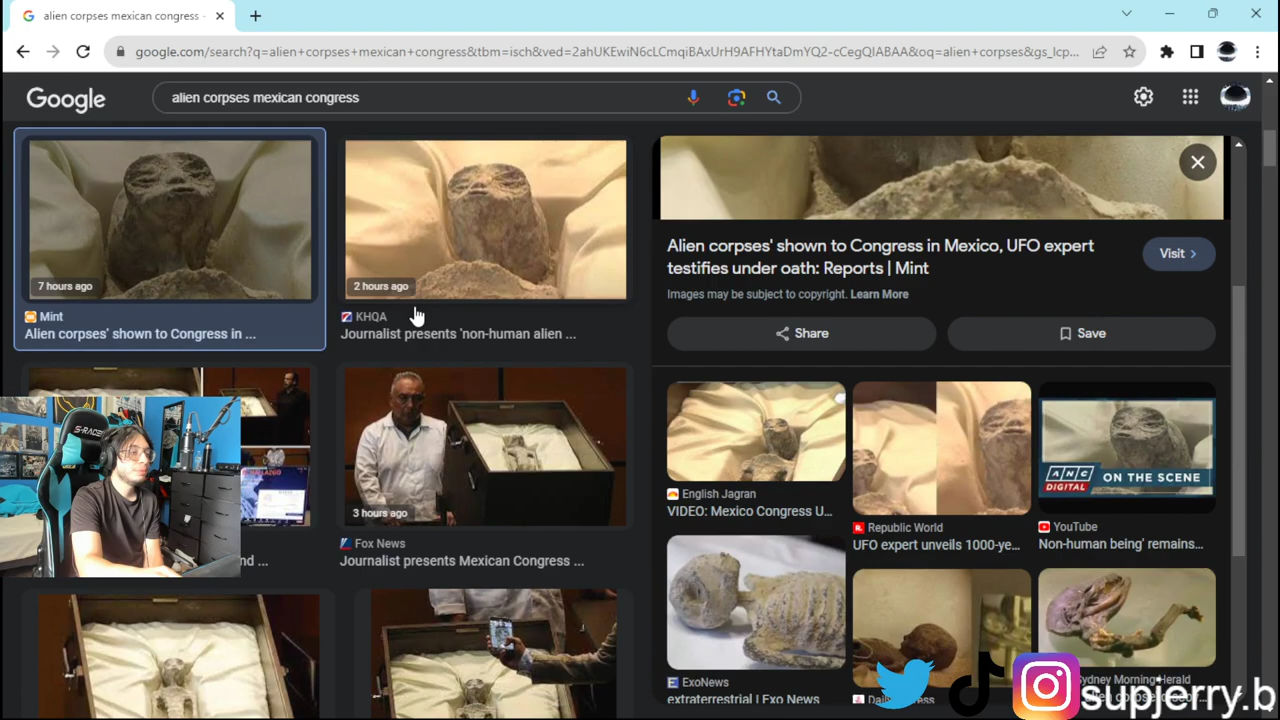 alien corpses mexican congress -
google.com/search?q=alien+corpses+mexican+congress&tbm=isch&ved=2ahUKEwiN6cLCmqiBAxUrH9AFHYtaDmYQ2-cCegQIABAA&oq=alien+corpses&gs_lcp...
Google
alien corpses mexican congress
7 hours ago
Mint
Alien corpses' shown to Congress in ...
2 hours ago
KHQA
Journalist presents 'non-human alien ...
Alien corpses' shown to Congress in Mexico, UFO expert
testifies under oath: Reports | Mint
Visit
Images may be subject to copyright. Learn More
Share
Save
S-RACER
nd ...
3 hours ago
Fox News
Journalist presents Mexican Congress ...
English Jagran
VIDEO: Mexico Congress U...
Republic World
UFO expert unveils 1000-ye...
ANC
DIGITAL
ON THE SCENE
YouTube
Non-human being' remains...
ExoNews
extraterrestrial | Exo News
Sydney Morning Herald
supjerry.b